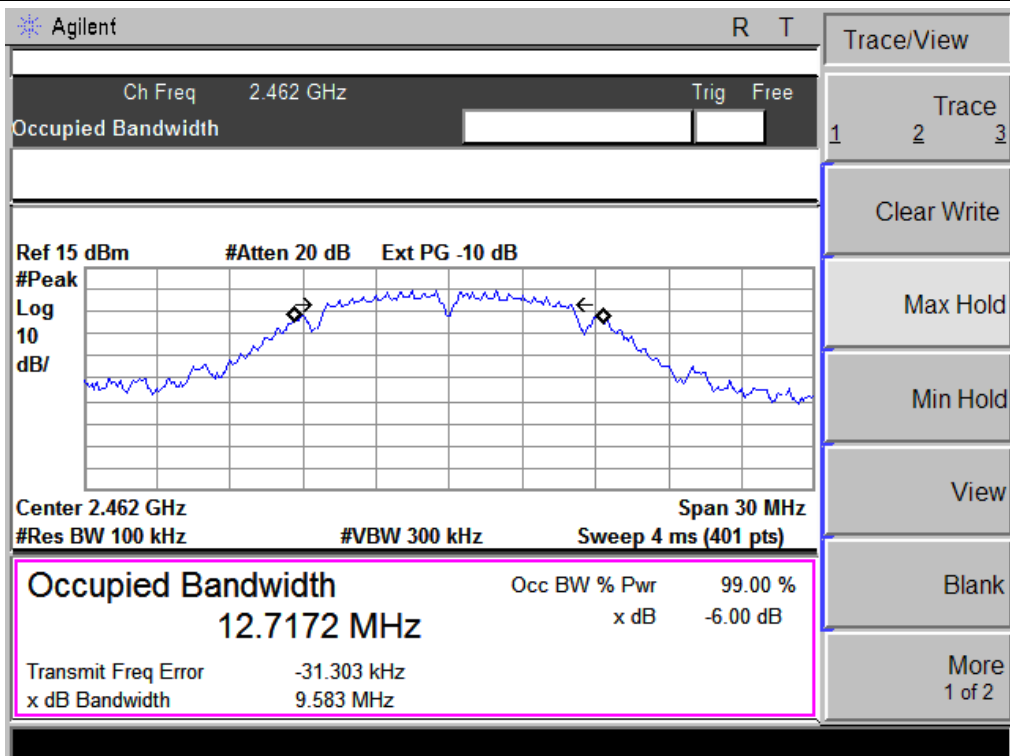 Agilent R T
Trace/View
Ch Freq 2.462 GHz Trig Free
Occupied Bandwidth
Trace
1 2 3
Clear Write
Ref 15 dBm #Atten 20 dB Ext PG -10 dB
#Peak
Log
10
dB/
Max Hold
Min Hold
View
Center 2.462 GHz Span 30 MHz
#Res BW 100 kHz #VBW 300 kHz Sweep 4 ms (401 pts)
Occupied Bandwidth
12.7172 MHz
Occ BW % Pwr 99.00 %
x dB -6.00 dB
Transmit Freq Error -31.303 kHz
x dB Bandwidth 9.583 MHz
Blank
More
1 of 2